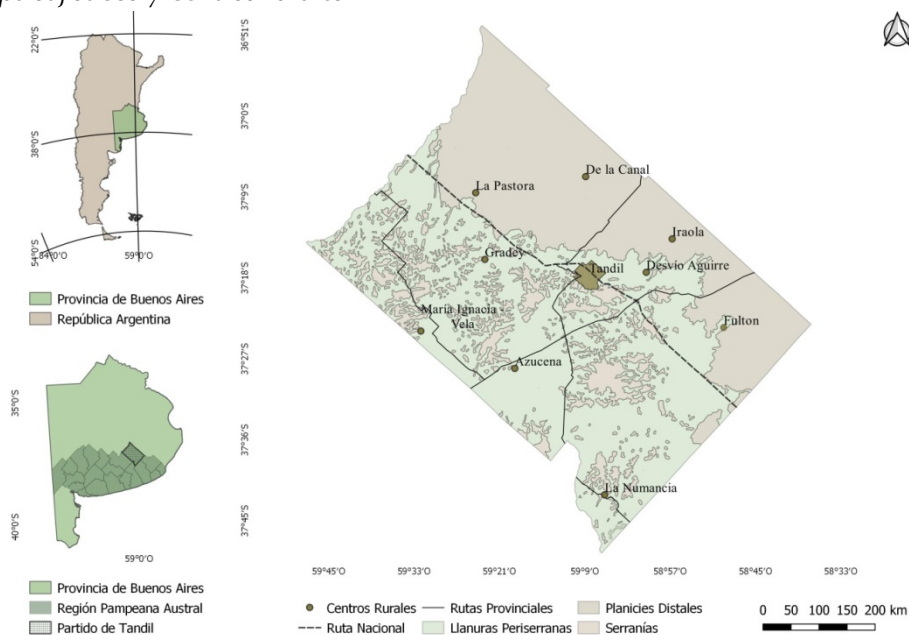 22°0'S
38°0'S
54°0'S
84°0'O
59°0'O
Provincia de Buenos Aires
República Argentina
35°0'S
40°0'S
59°0'O
Provincia de Buenos Aires
Región Pampeana Austral
Partido de Tandil
36°51'S
37°0'S
37°9'S
37°18'S
37°27'S
37°36'S
37°45'S
De la Canal
La Pastora
Iraola
Gradey
Tandil
Desvío Aguirre
María Ignacia -
Vela
Fulton
Azucena
La Numancia
59°45'O 59°33'O 59°21'O 59°9'O 58°57'O 58°45'O 58°33'O
Centros Rurales
Rutas Provinciales
Planicies Distales
Ruta Nacional
Llanuras Periserranas
Serranías
0 50 100 150 200 km